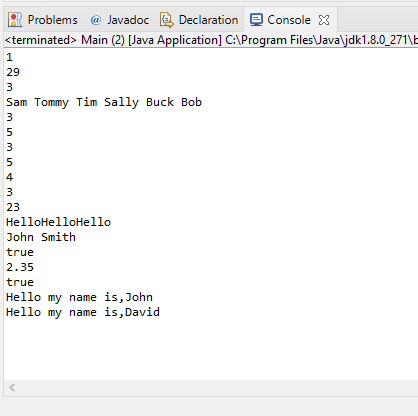 Problems @ Javadoc Declaration Console
<terminated> Main (2) [Java Application] C:\Program Files\Java\jdk1.8.0_271\b
1
29
3
Sam Tommy Tim Sally Buck Bob
3
5
3
5
4
3
23
HelloHelloHello
John Smith
true
2.35
true
Hello my name is,John
Hello my name is,David